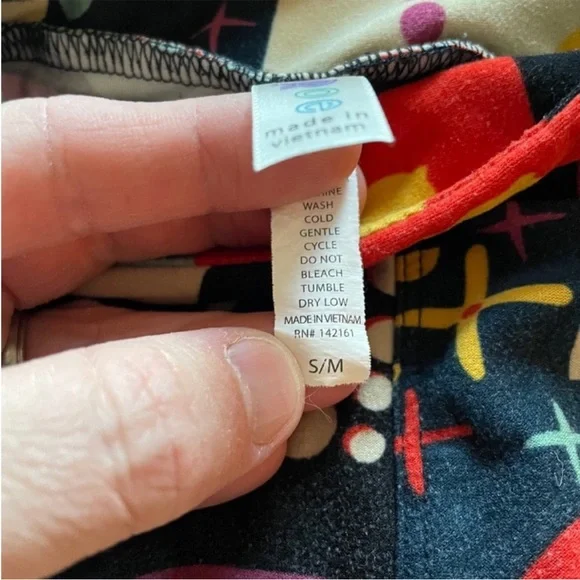 made in
vietnam
WASH
COLD
GENTLE
CYCLE
DO NOT
BLEACH
TUMBLE
DRY LOW
MADE IN VIETNAM
RN# 142161
S/M